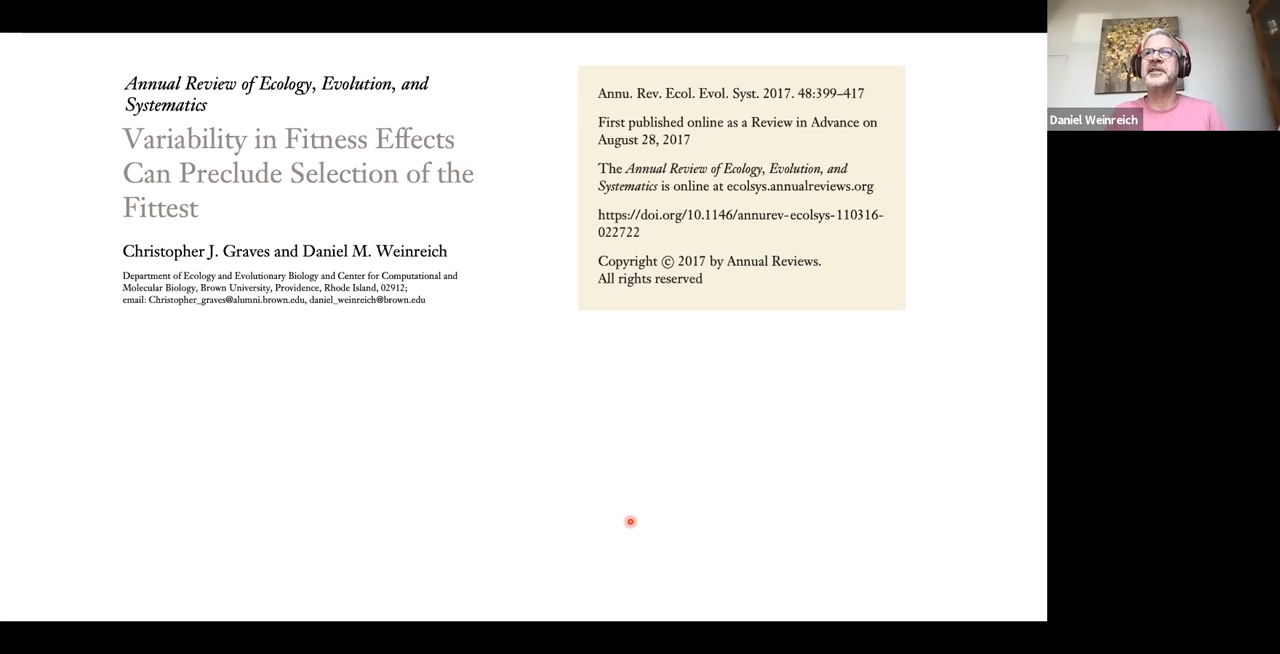 Annual Review of Ecology, Evolution, and
Systematics
Variability in Fitness Effects
Can Preclude Selection of the
Fittest
Christopher J. Graves and Daniel M. Weinreich
Department of Ecology and Evolutionary Biology and Center for Computational and
Molecular Biology, Brown University, Providence, Rhode Island, 02912;
email: Christopher_graves@alumni.brown.edu, daniel_weinreich@brown.edu
Annu. Rev. Ecol. Evol. Syst. 2017. 48:399–417
First published online as a Review in Advance on
August 28, 2017
The Annual Review of Ecology, Evolution, and
Systematics is online at ecolsys.annualreviews.org
https://doi.org/10.1146/annurev-ecolsys-110316-
022722
Copyright © 2017 by Annual Reviews.
All rights reserved
Daniel Weinreich